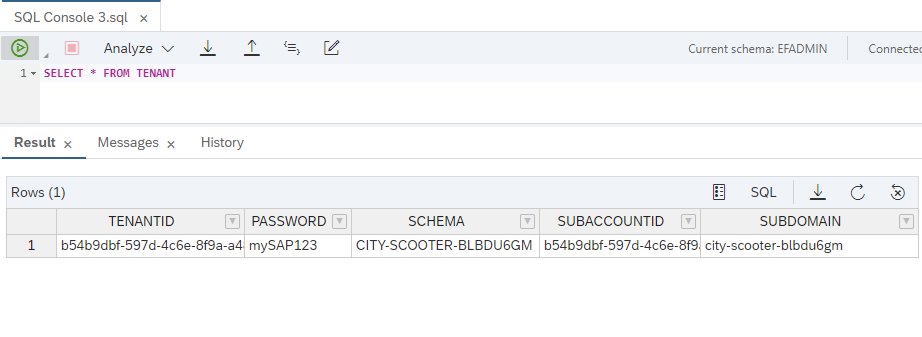 SQL Console 3.sql ×
Analyze Current schema: EFADMIN Connected
1 SELECT * FROM TENANT
Result × Messages × History
Rows (1) SQL
TENANTID PASSWORD SCHEMA SUBACCOUNTID SUBDOMAIN
1 b54b9dbf-597d-4c6e-8f9a-a4 mySAP123 CITY-SCOOTER-BLBDU6GM b54b9dbf-597d-4c6e-8f9 city-scooter-blbdu6gm